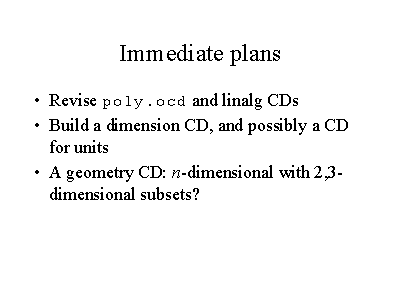 Immediate plans
• Revise poly.ocd and linalg CDs
• Build a dimension CD, and possibly a CD
for units
• A geometry CD: n-dimensional with 2,3-
dimensional subsets?